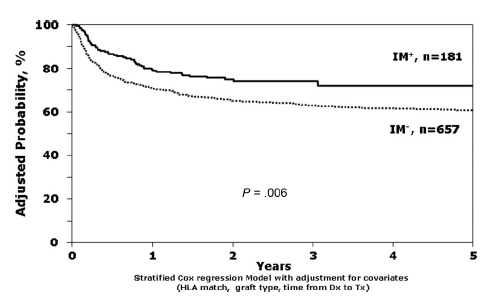 100
80
60
40
20
0
Adjusted Probability, %
IM+, n=181
IM-, n=657
P = .006
0 1 2 3 4 5
Years
Stratified Cox regression Model with adjustment for covariates
(HLA match, graft type, time from Dx to Tx)